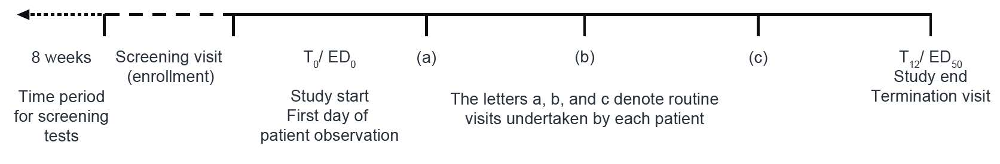 8 weeks
Time period
for screening
tests
Screening visit
(enrollment)
T0/ ED0
Study start
First day of
patient observation
(a)
(b)
(c)
The letters a, b, and c denote routine
visits undertaken by each patient
T12/ ED50
Study end
Termination visit